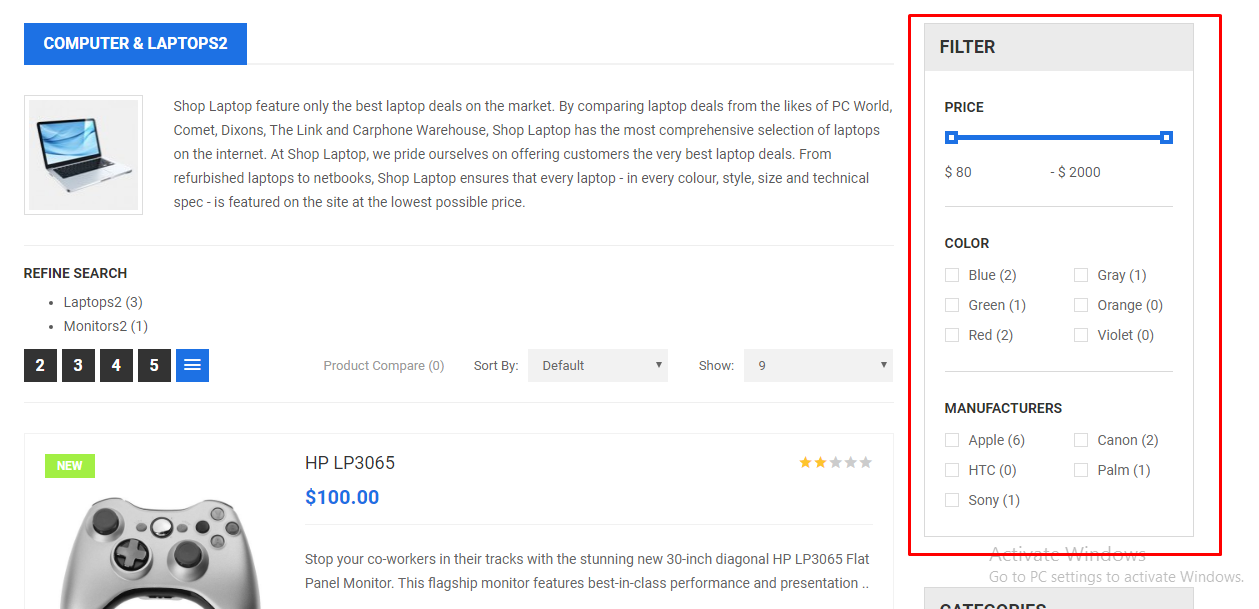 COMPUTER & LAPTOPS2
Shop Laptop feature only the best laptop deals on the market. By comparing laptop deals from the likes of PC World,
Comet, Dixons, The Link and Carphone Warehouse, Shop Laptop has the most comprehensive selection of laptops
on the internet. At Shop Laptop, we pride ourselves on offering customers the very best laptop deals. From
refurbished laptops to netbooks, Shop Laptop ensures that every laptop - in every colour, style, size and technical
spec - is featured on the site at the lowest possible price.
REFINE SEARCH
• Laptops2 (3)
• Monitors2 (1)
2 3 4 5 Product Compare (0) Sort By: Default Show: 9
NEW
HP LP3065
$100.00
Stop your co-workers in their tracks with the stunning new 30-inch diagonal HP LP3065 Flat
Panel Monitor. This flagship monitor features best-in-class performance and presentation ..
FILTER
PRICE
$ 80 - $ 2000
COLOR
Blue (2) Gray (1)
Green (1) Orange (0)
Red (2) Violet (0)
MANUFACTURERS
Apple (6) Canon (2)
HTC (0) Palm (1)
Sony (1)
Activate Windows
Go to PC settings to activate Windows.
CATEGORIES